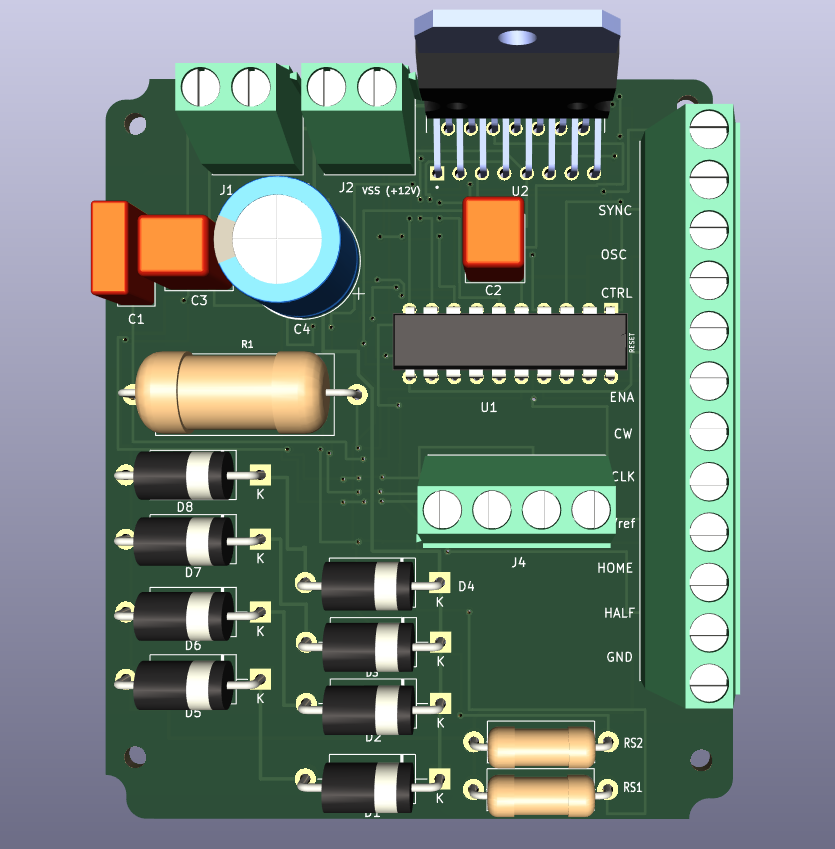 J1
J2
VSS (+12V)
U2
SYNC
OSC
C1
C3
C2
CTRL
C4
+
R1
RESET
ENA
U1
CW
CLK
D8
K
ref
D7
K
J4
HOME
D4
K
D6
K
HALF
D3
K
GND
D5
K
D2
K
RS2
RS1
D1
K